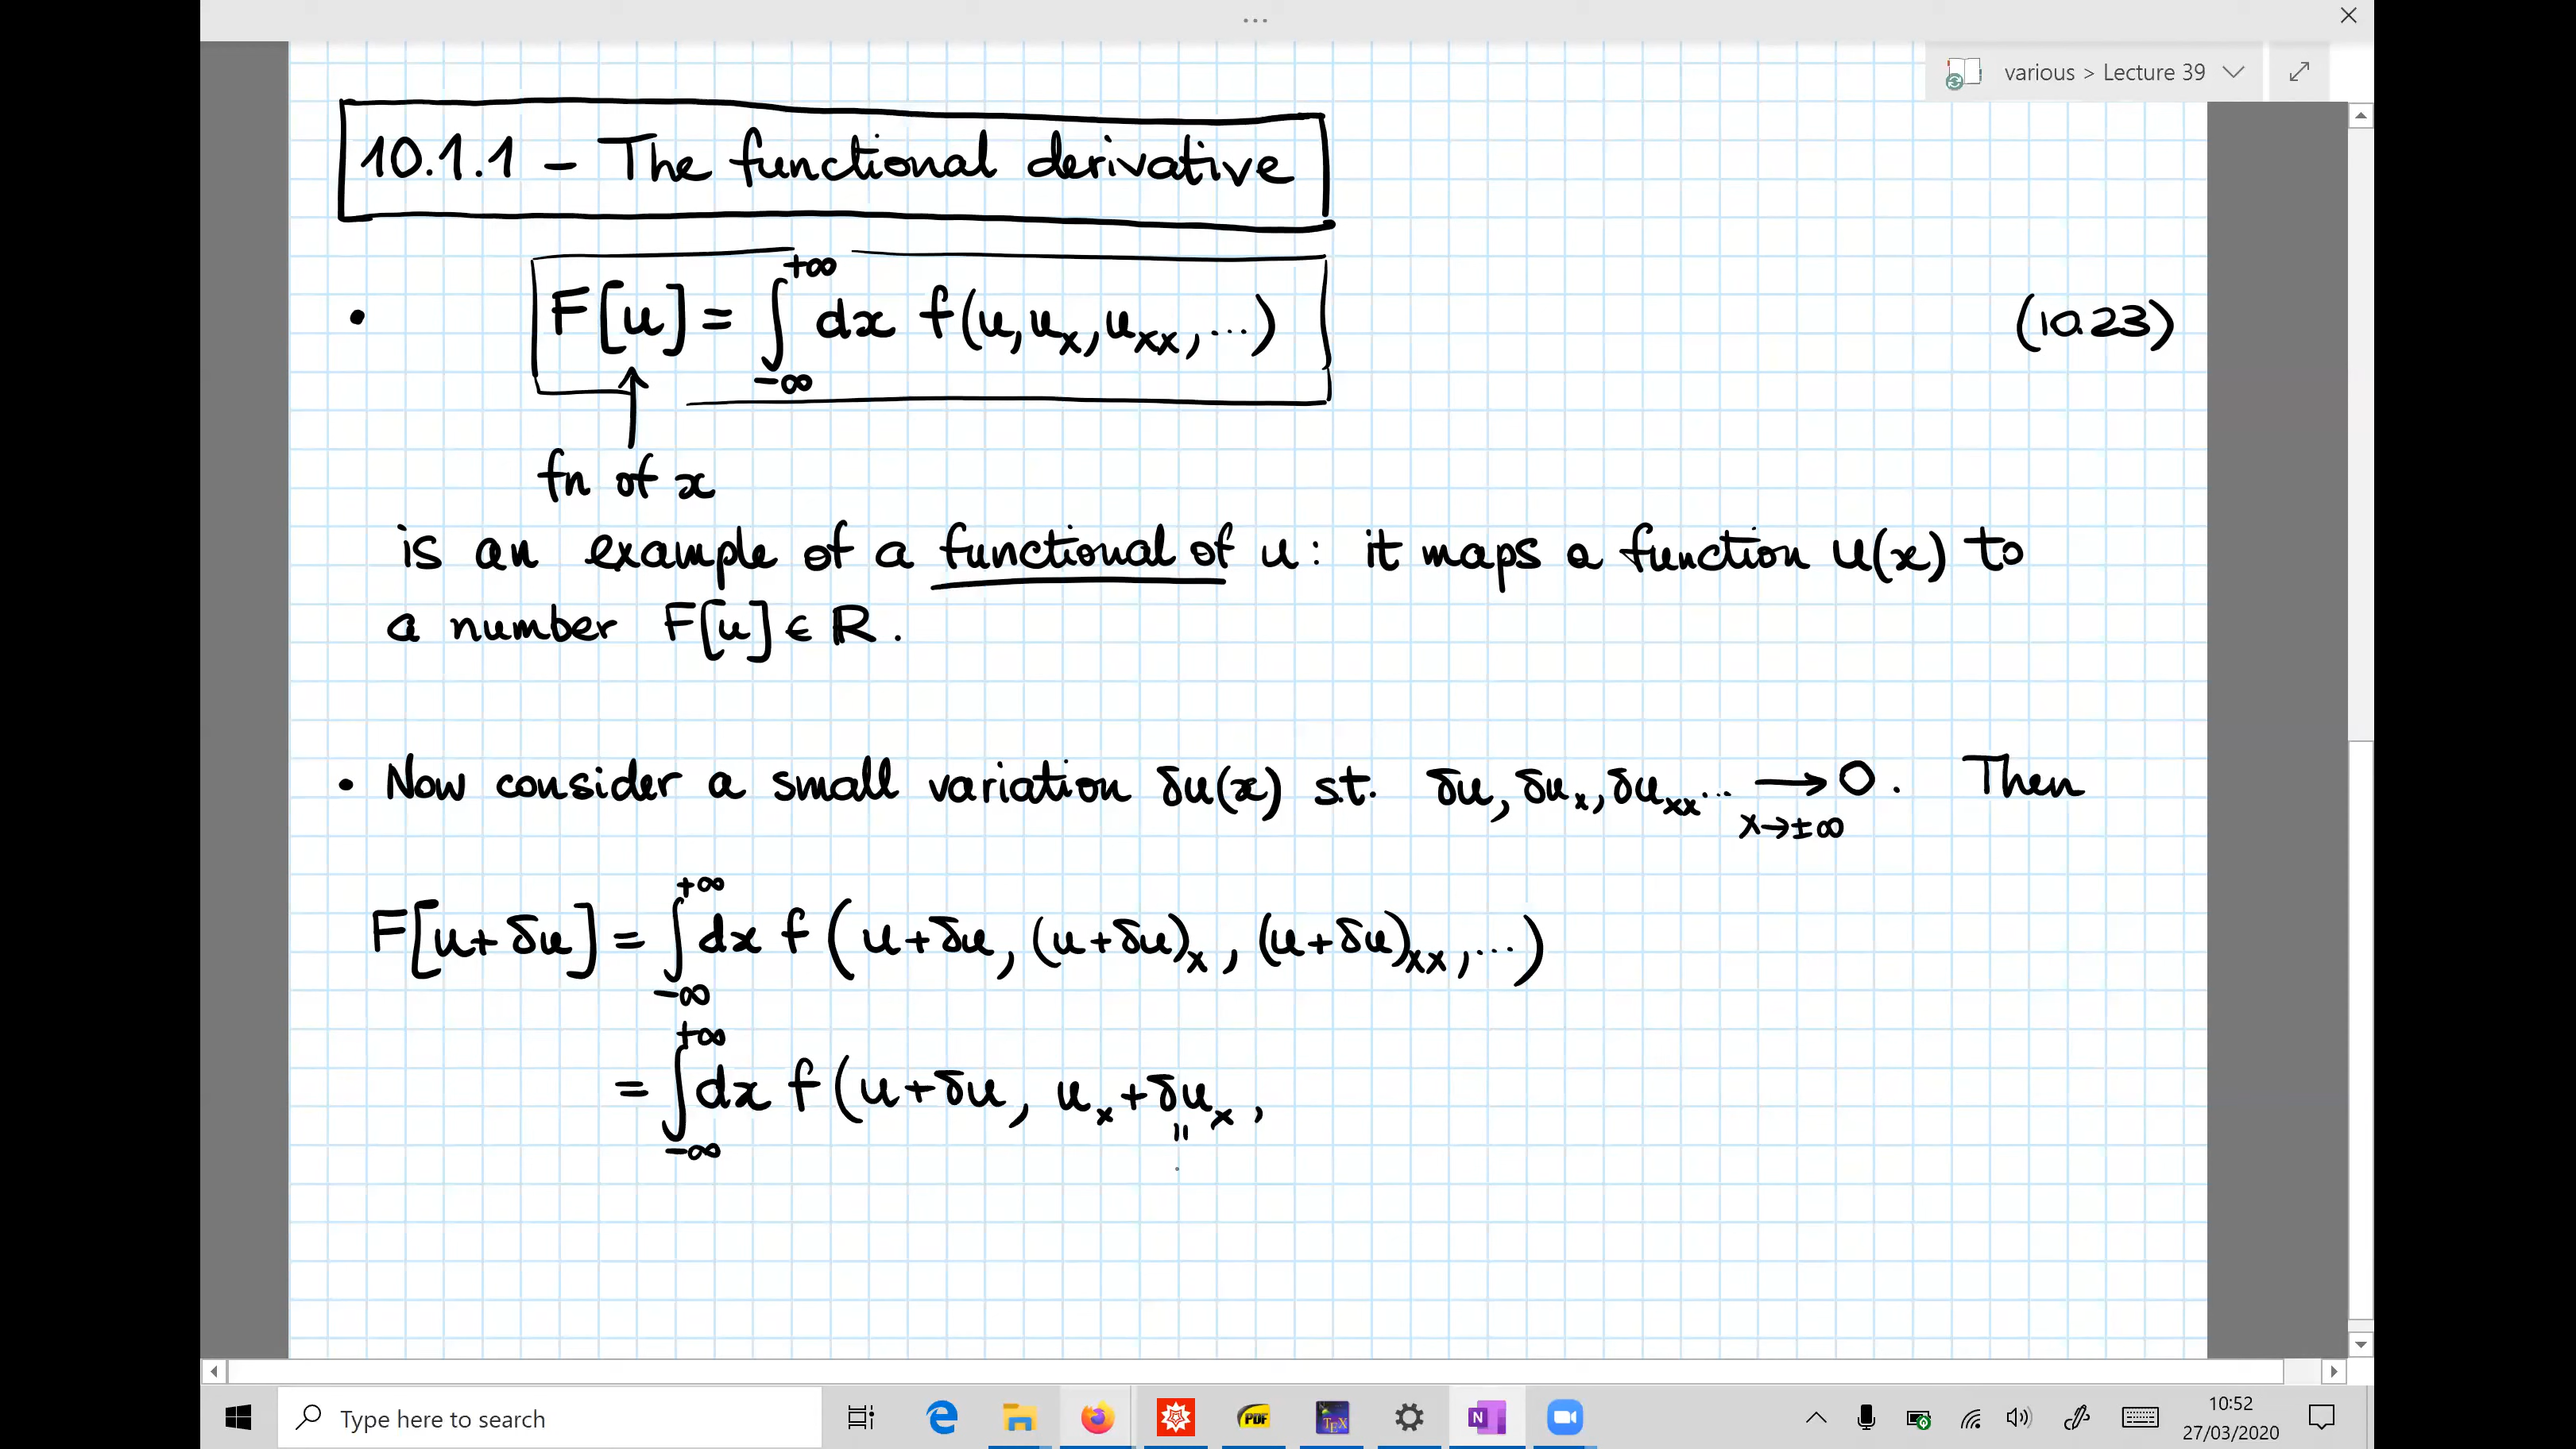 various > Lecture 39
10.1.1 – The functional derivative
• F[u] = ∫_{-∞}^{+∞} dx f(u, u_x, u_xx, ...) (10.23)
fn of x
is an example of a functional of u: it maps a function u(x) to
a number F[u] ∈ R.
• Now consider a small variation δu(x) s.t. δu, δu_x, δu_xx ... ⟶_{x→±∞} 0. Then
F[u+δu] = ∫_{-∞}^{+∞} dx f(u+δu, (u+δu)_x, (u+δu)_xx, ...)
= ∫_{-∞}^{+∞} dx f(u+δu, u_x+δu_x,
Type here to search
PDF
TEX
N
10:52
27/03/2020